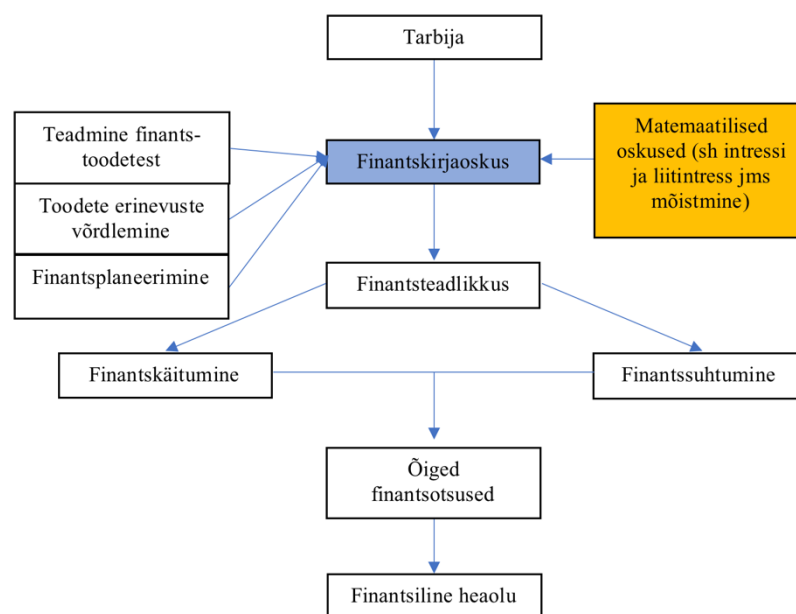 Tarbija
Teadmine finants-
toodetest
Toodete erinevuste
võrdlemine
Finantsplaneerimine
Finantskirjaoskus
Matemaatilised
oskused (sh intressi
ja liitintress jms
mõistmine)
Finantsteadlikkus
Finantskäitumine
Finantssuhtumine
Õiged
finantsotsused
Finantsiline heaolu